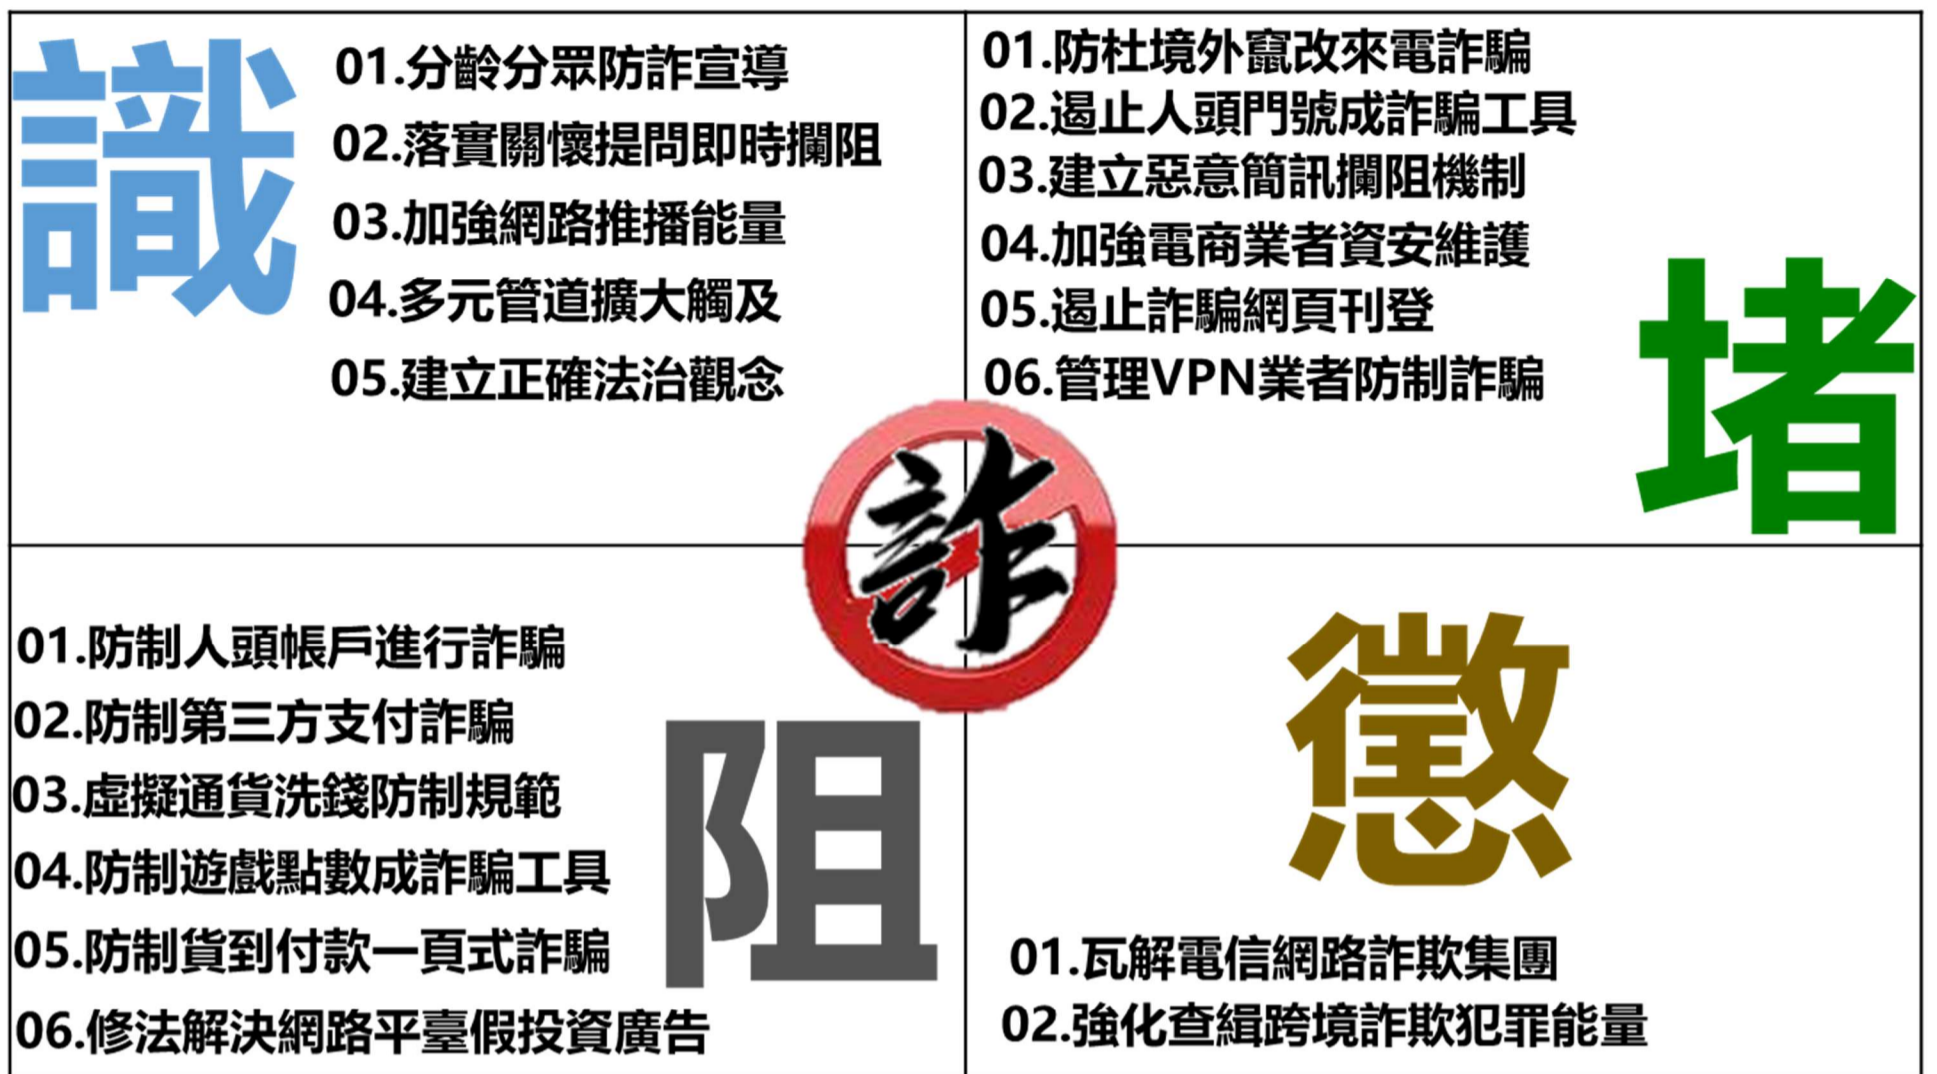 識
01.分齡分眾防詐宣導
02.落實關懷提問即時攔阻
03.加強網路推播能量
04.多元管道擴大觸及
05.建立正確法治觀念
01.防杜境外竄改來電詐騙
02.遏止人頭門號成詐騙工具
03.建立惡意簡訊攔阻機制
04.加強電商業者資安維護
05.遏止詐騙網頁刊登
06.管理VPN業者防制詐騙
堵
詐
01.防制人頭帳戶進行詐騙
02.防制第三方支付詐騙
03.虛擬通貨洗錢防制規範
04.防制遊戲點數成詐騙工具
05.防制貨到付款一頁式詐騙
06.修法解決網路平臺假投資廣告
阻
懲
01.瓦解電信網路詐欺集團
02.強化查緝跨境詐欺犯罪能量